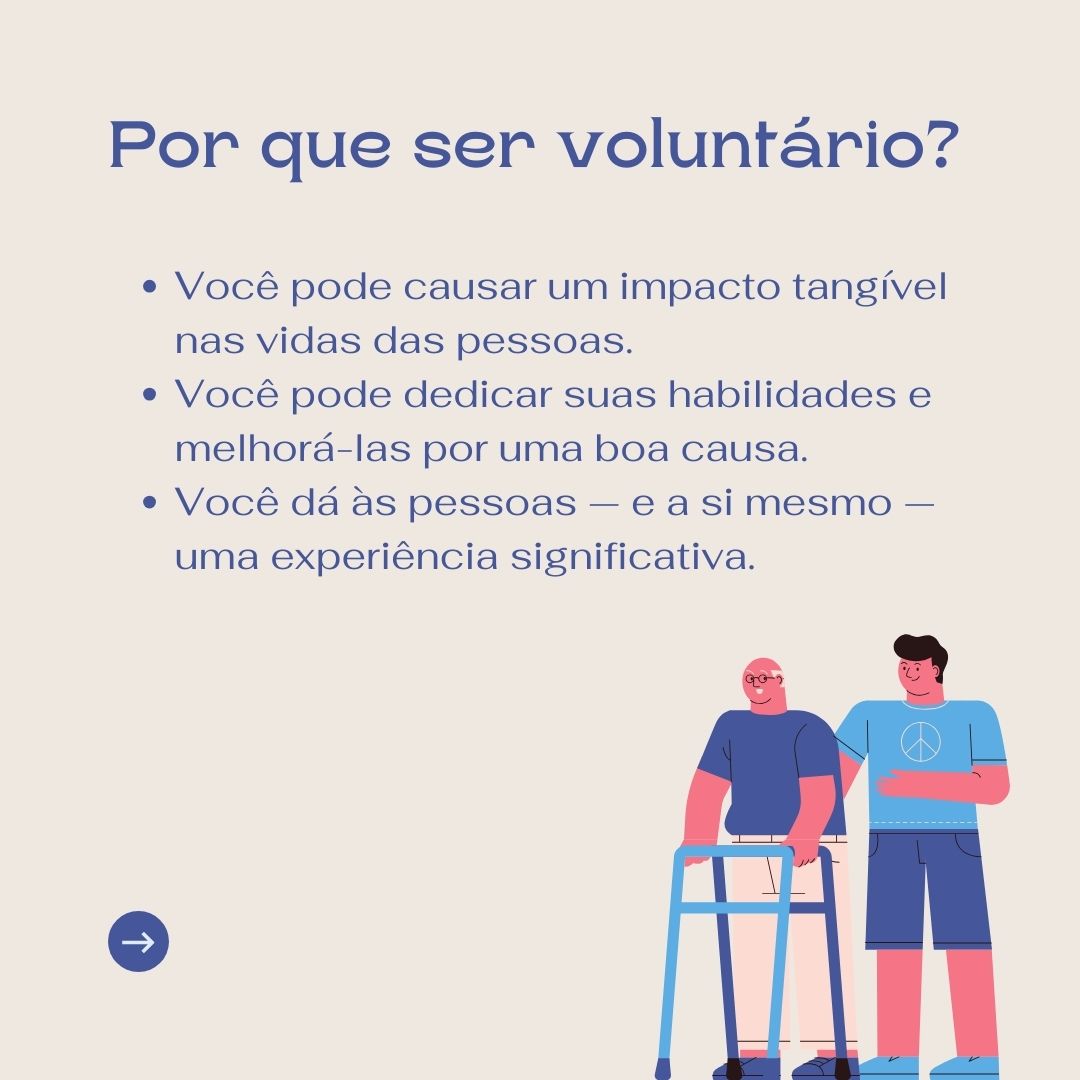 Por que ser voluntário?
• Você pode causar um impacto tangível
nas vidas das pessoas.
• Você pode dedicar suas habilidades e
melhorá-las por uma boa causa.
• Você dá às pessoas — e a si mesmo —
uma experiência significativa.